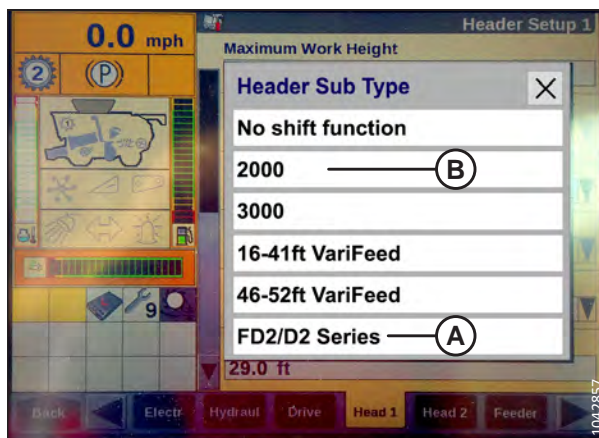 0.0 mph
Header Setup 1
2
(P)
Maximum Work Height
Header Sub Type
No shift function
2000
B
3000
16-41ft VariFeed
46-52ft VariFeed
FD2/D2 Series
A
9
29.0 ft
Back
Electr
Hydraul
Drive
Head 1
Head 2
Feeder
1042857